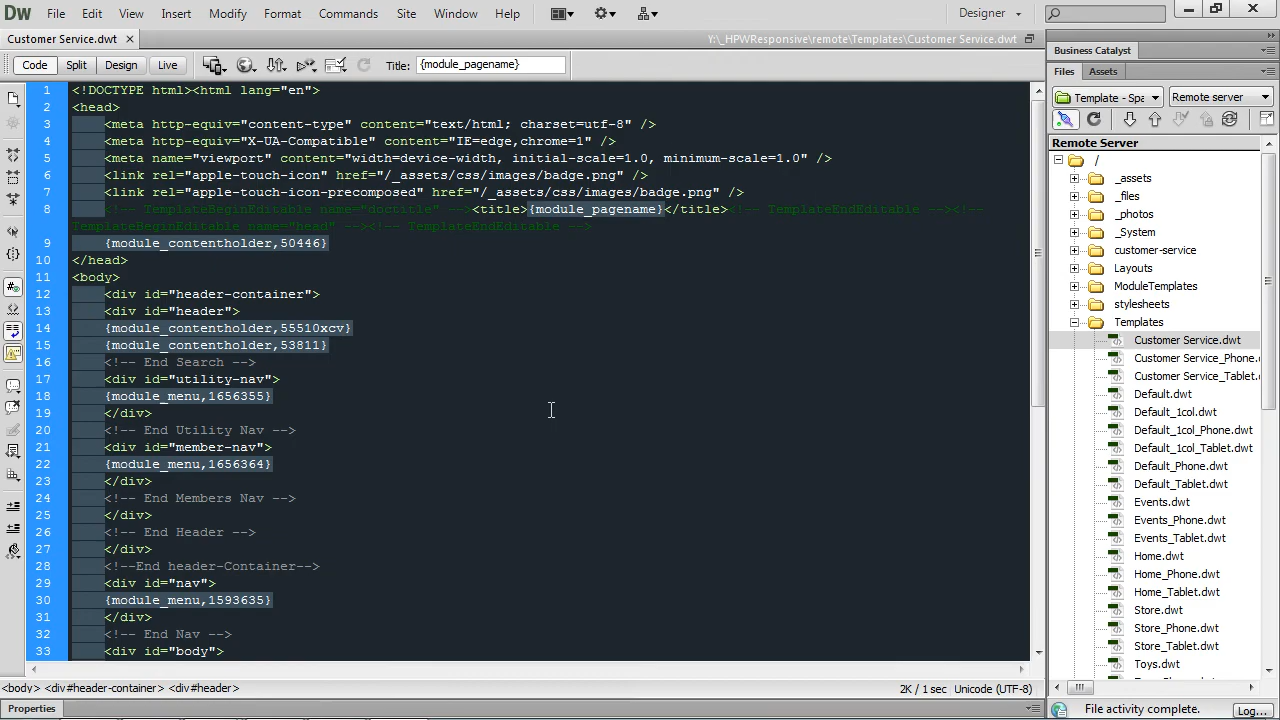 Dw File Edit View Insert Modify Format Commands Site Window Help Designer
Customer Service.dwt × Y:\_HPWResponsive\remote\Templates\Customer Service.dwt
Code Split Design Live Title: {module_pagename}
1 <!DOCTYPE html><html lang="en">
2 <head>
3 <meta http-equiv="content-type" content="text/html; charset=utf-8" />
4 <meta http-equiv="X-UA-Compatible" content="IE=edge,chrome=1" />
5 <meta name="viewport" content="width=device-width, initial-scale=1.0, minimum-scale=1.0" />
6 <link rel="apple-touch-icon" href="/_assets/css/images/badge.png" />
7 <link rel="apple-touch-icon-precomposed" href="/_assets/css/images/badge.png" />
8 <!-- TemplateBeginEditable name="doctitle" --><title>{module_pagename}</title><!-- TemplateEndEditable --><!--
TemplateBeginEditable name="head" --><!-- TemplateEndEditable -->
9 {module_contentholder,50446}
10 </head>
11 <body>
12 <div id="header-container">
13 <div id="header">
14 {module_contentholder,55510xcv}
15 {module_contentholder,53811}
16 <!-- End Search -->
17 <div id="utility-nav">
18 {module_menu,1656355}
19 </div>
20 <!-- End Utility Nav -->
21 <div id="member-nav">
22 {module_menu,1656364}
23 </div>
24 <!-- End Members Nav -->
25 </div>
26 <!-- End Header -->
27 </div>
28 <!--End header-Container-->
29 <div id="nav">
30 {module_menu,1593635}
31 </div>
32 <!-- End Nav -->
33 <div id="body">
<body> <div#header-container> <div#header> 2K / 1 sec Unicode (UTF-8)
Properties
Business Catalyst
Files Assets
Template - Spa Remote server
Remote Server
/
_assets
_files
_photos
_System
customer-service
Layouts
ModuleTemplates
stylesheets
Templates
Customer Service.dwt
Customer Service_Phone.
Customer Service_Tablet.
Default.dwt
Default_1col.dwt
Default_1col_Phone.dwt
Default_1col_Tablet.dwt
Default_Phone.dwt
Default_Tablet.dwt
Events.dwt
Events_Phone.dwt
Events_Tablet.dwt
Home.dwt
Home_Phone.dwt
Home_Tablet.dwt
Store.dwt
Store_Phone.dwt
Store_Tablet.dwt
Toys.dwt
File activity complete. Log...